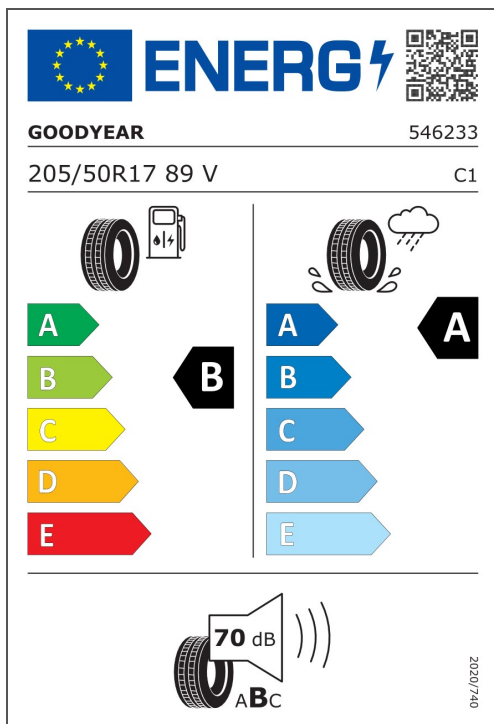 ENERG
GOODYEAR 546233
205/50R17 89 V C1
A A A
B B B
C C
D D
E E
70 dB
ABC
2020/740